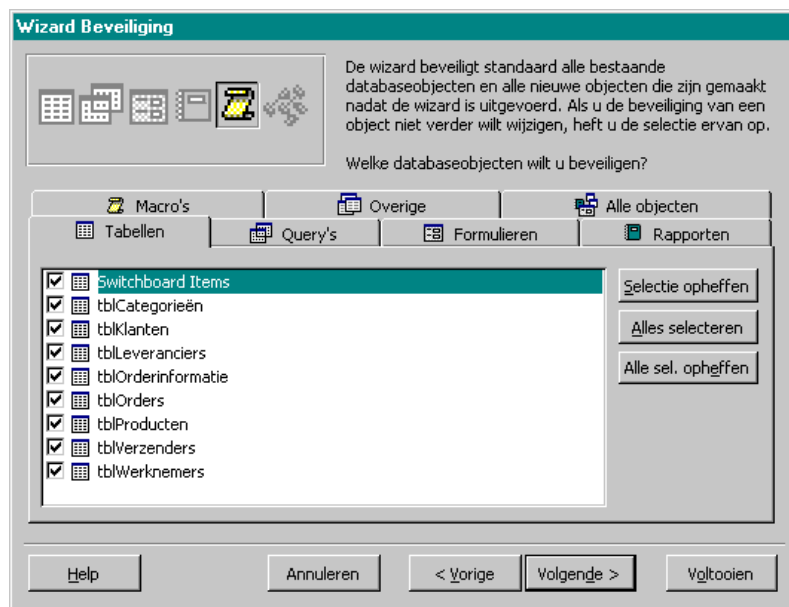 Wizard Beveiliging
De wizard beveiligt standaard alle bestaande
databaseobjecten en alle nieuwe objecten die zijn gemaakt
nadat de wizard is uitgevoerd. Als u de beveiliging van een
object niet verder wilt wijzigen, heft u de selectie ervan op.
Welke databaseobjecten wilt u beveiligen?
Macro's
Overige
Alle objecten
Tabellen
Query's
Formulieren
Rapporten
Switchboard Items
tblCategorieën
tblKlanten
tblLeveranciers
tblOrderinformatie
tblOrders
tblProducten
tblVerzenders
tblWerknemers
Selectie opheffen
Alles selecteren
Alle sel. opheffen
Help
Annuleren
< Vorige
Volgende >
Voltooien